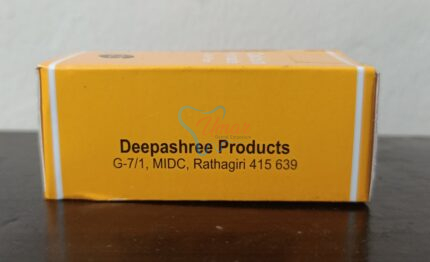 Deepashree Products
G-7/1, MIDC, Rathagiri 415 639